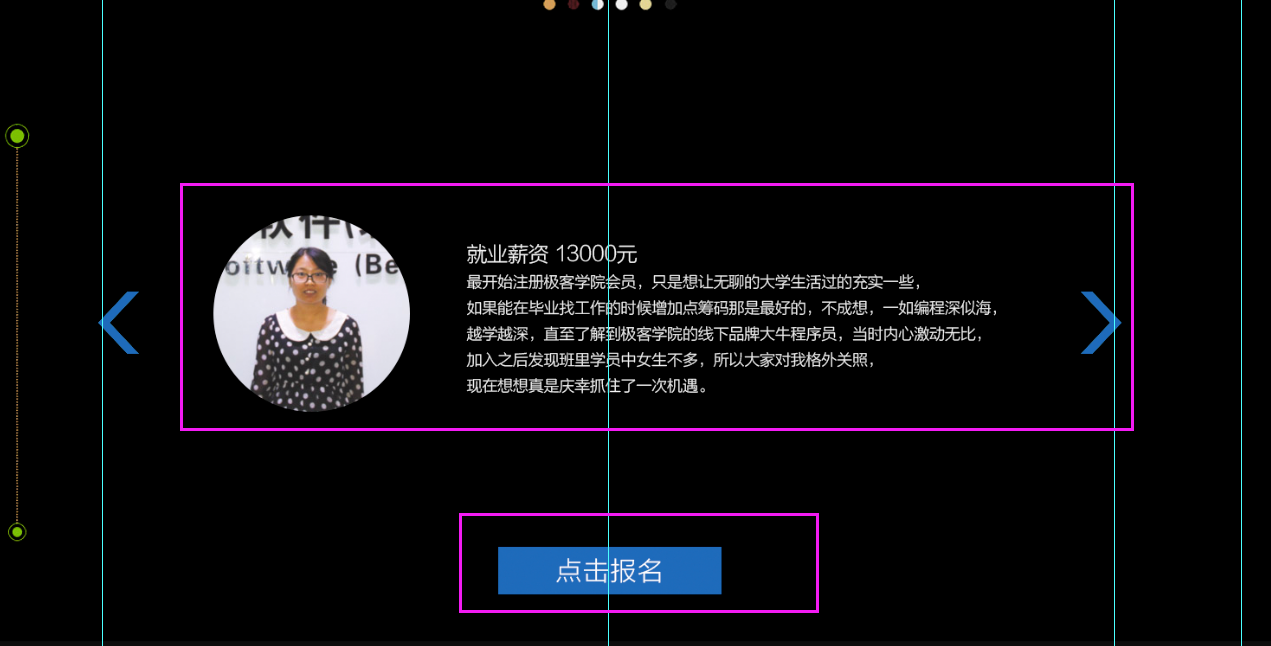 软件
oftw e (Be
就业薪资 13000元
最开始注册极客学院会员，只是想让无聊的大学生活过的充实一些，
如果能在毕业找工作的时候增加点筹码那是最好的，不成想，一如编程深似海，
越学越深，直至了解到极客学院的线下品牌大牛程序员，当时内心激动无比，
加入之后发现班里学员中女生不多，所以大家对我格外关照，
现在想想真是庆幸抓住了一次机遇。
点击报名